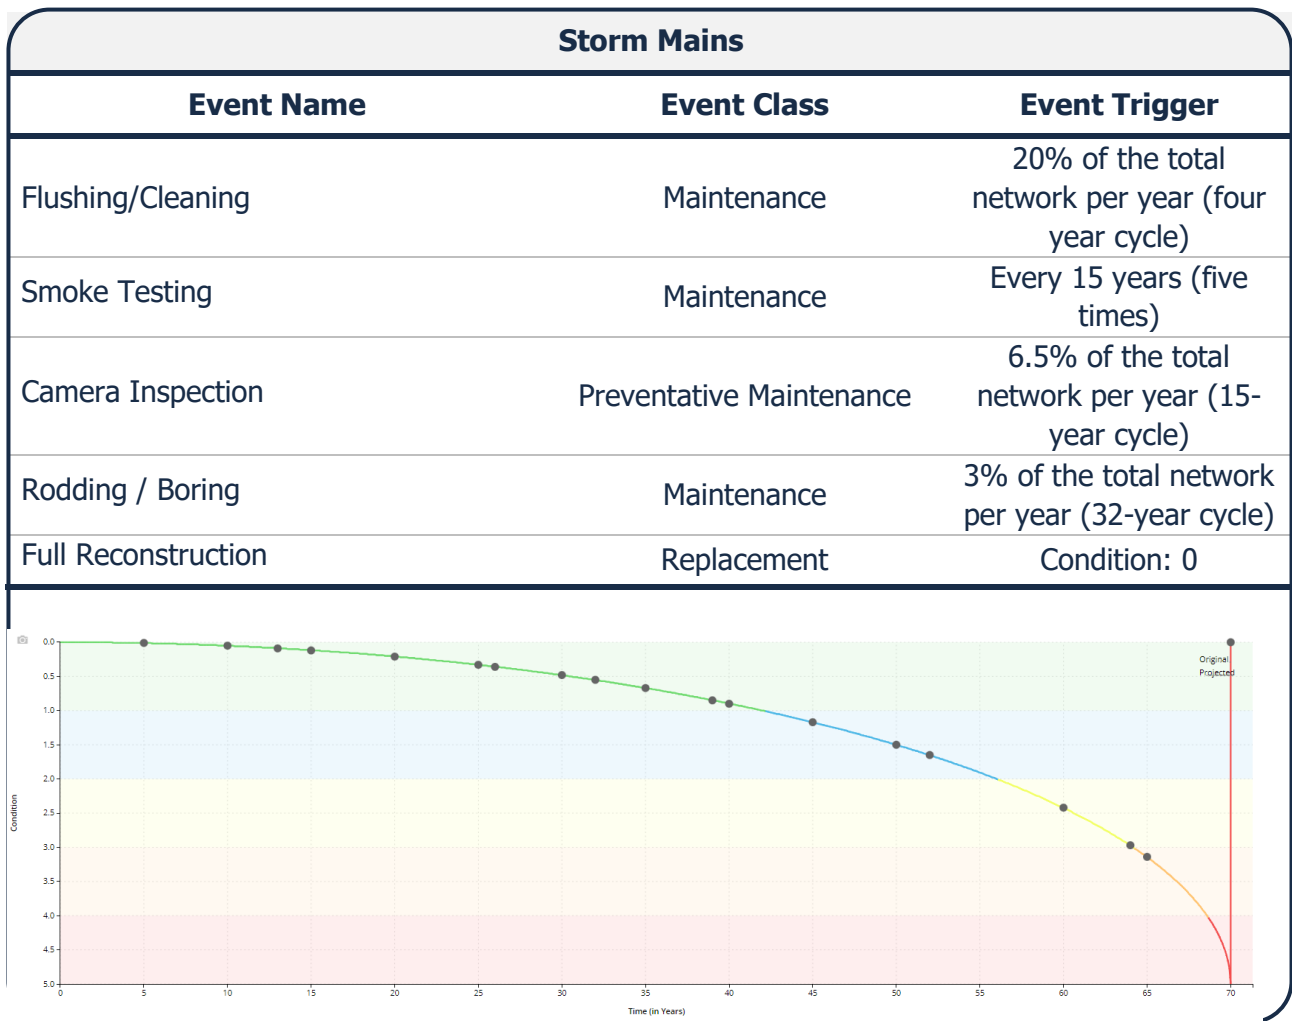 Storm Mains
Event Name Event Class Event Trigger
Flushing/Cleaning Maintenance 20% of the total
network per year (four
year cycle)
Smoke Testing Maintenance Every 15 years (five
times)
Camera Inspection Preventative Maintenance 6.5% of the total
network per year (15-
year cycle)
Rodding / Boring Maintenance 3% of the total network
per year (32-year cycle)
Full Reconstruction Replacement Condition: 0
0.0
Original
Projected
0.5
1.0
1.5
2.0
2.5
3.0
3.5
4.0
4.5
5.0
Condition
0 5 10 15 20 25 30 35 40 45 50 55 60 65 70
Time (in Years)